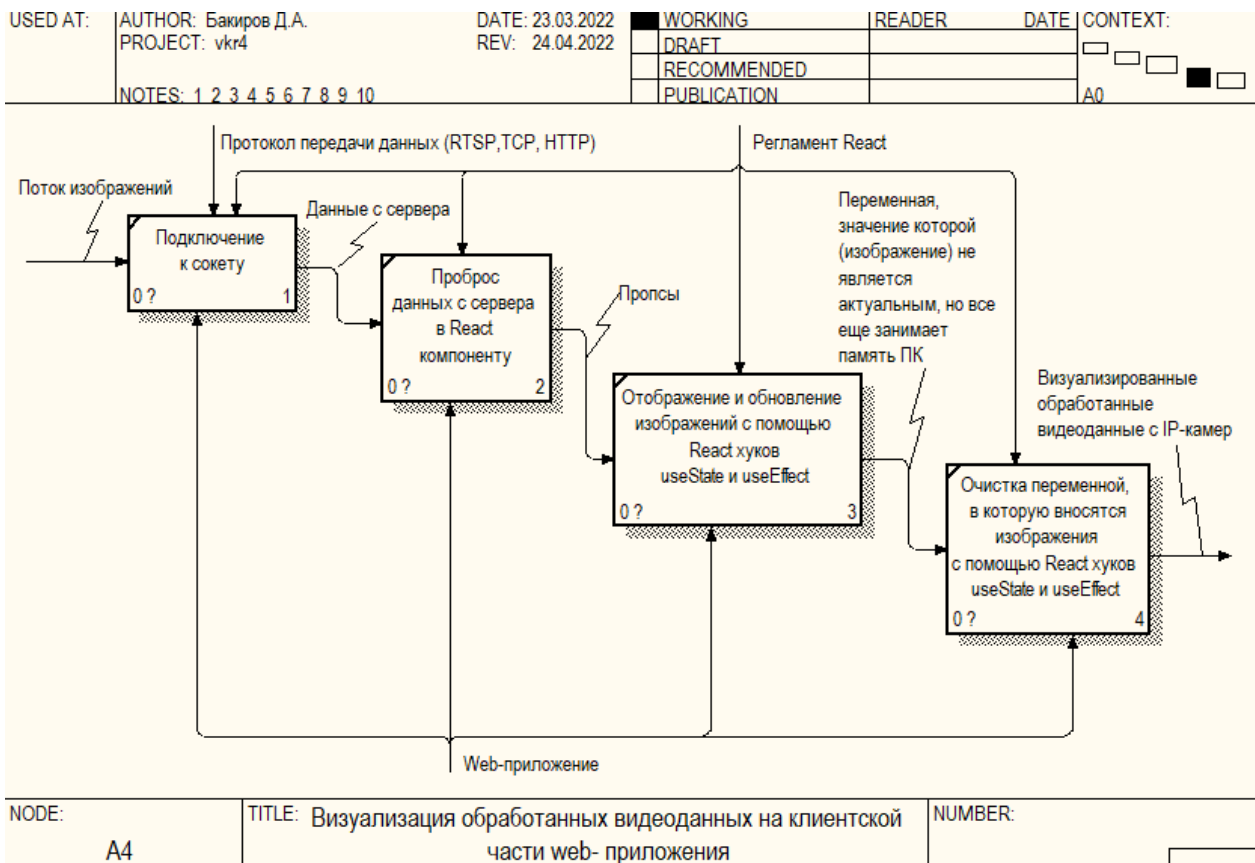 USED AT:
AUTHOR: Бакиров Д.А.
DATE: 23.03.2022
PROJECT: vkr4
REV: 24.04.2022
NOTES: 1 2 3 4 5 6 7 8 9 10
WORKING
DRAFT
RECOMMENDED
PUBLICATION
READER
DATE
CONTEXT:
A0
Протокол передачи данных (RTSP,TCP, HTTP)
Регламент React
Поток изображений
Данные с сервера
Подключение
к сокету
0 ?
1
Проброс
данных с сервера
в React
компоненту
0 ?
2
Пропсы
Переменная,
значение которой
(изображение) не
является
актуальным, но все
еще занимает
память ПК
Отображение и обновление
изображений с помощью
React хуков
useState и useEffect
0 ?
3
Визуализированные
обработанные
видеоданные с IP-камер
Очистка переменной,
в которую вносятся
изображения
с помощью React хуков
useState и useEffect
0 ?
4
Web-приложение
NODE:
A4
TITLE:
Визуализация обработанных видеоданных на клиентской
части web- приложения
NUMBER: